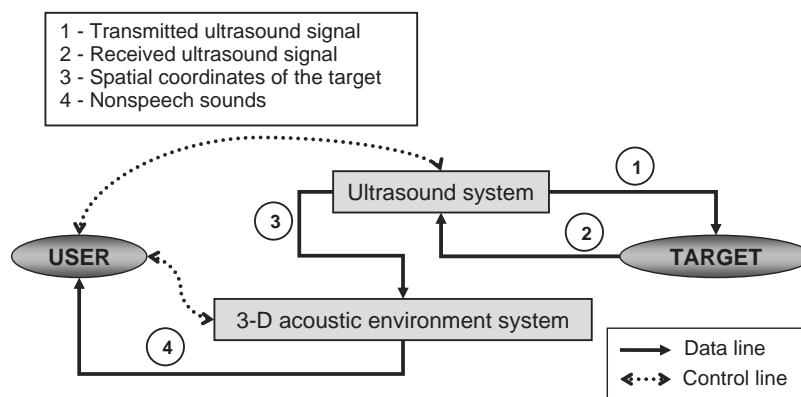 1 - Transmitted ultrasound signal
2 - Received ultrasound signal
3 - Spatial coordinates of the target
4 - Nonspeech sounds
1
Ultrasound system
3
2
USER
TARGET
3-D acoustic environment system
4
Data line
Control line